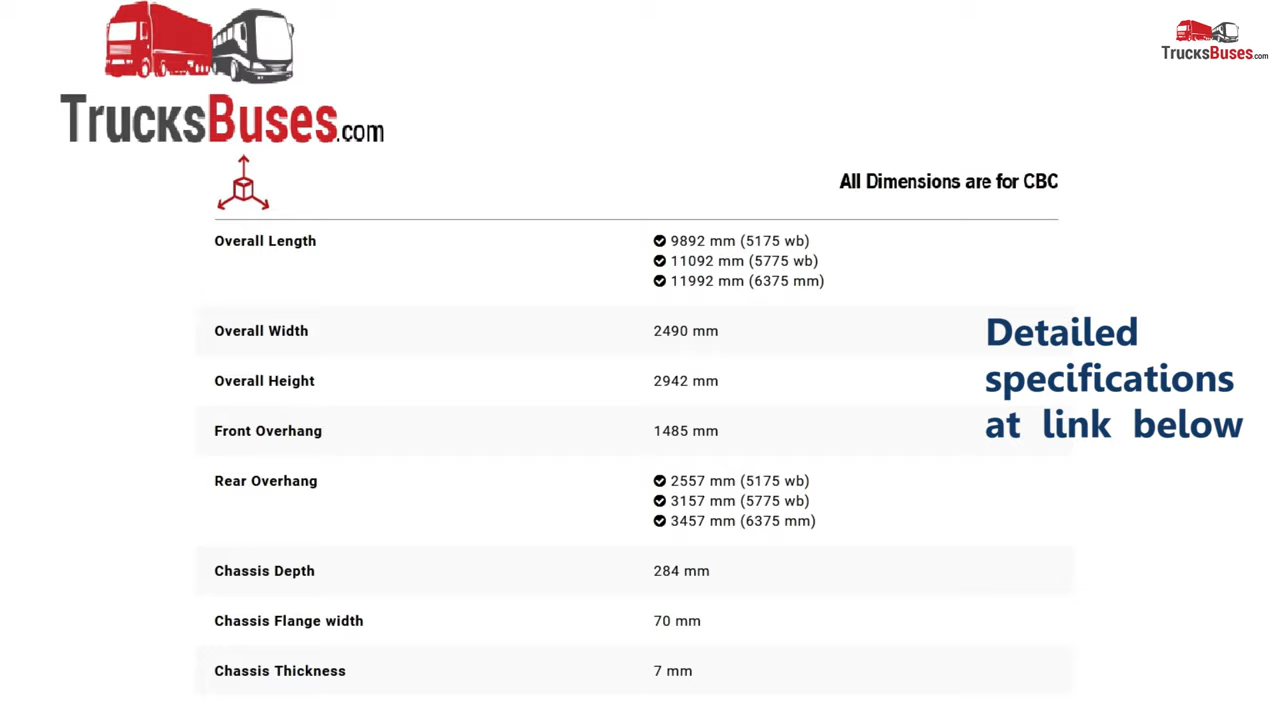 TrucksBuses.com
TrucksBuses.com
All Dimensions are for CBC
Overall Length
9892 mm (5175 wb)
11092 mm (5775 wb)
11992 mm (6375 mm)
Overall Width
2490 mm
Overall Height
2942 mm
Front Overhang
1485 mm
Rear Overhang
2557 mm (5175 wb)
3157 mm (5775 wb)
3457 mm (6375 mm)
Chassis Depth
284 mm
Chassis Flange width
70 mm
Chassis Thickness
7 mm
Detailed
specifications
at link below